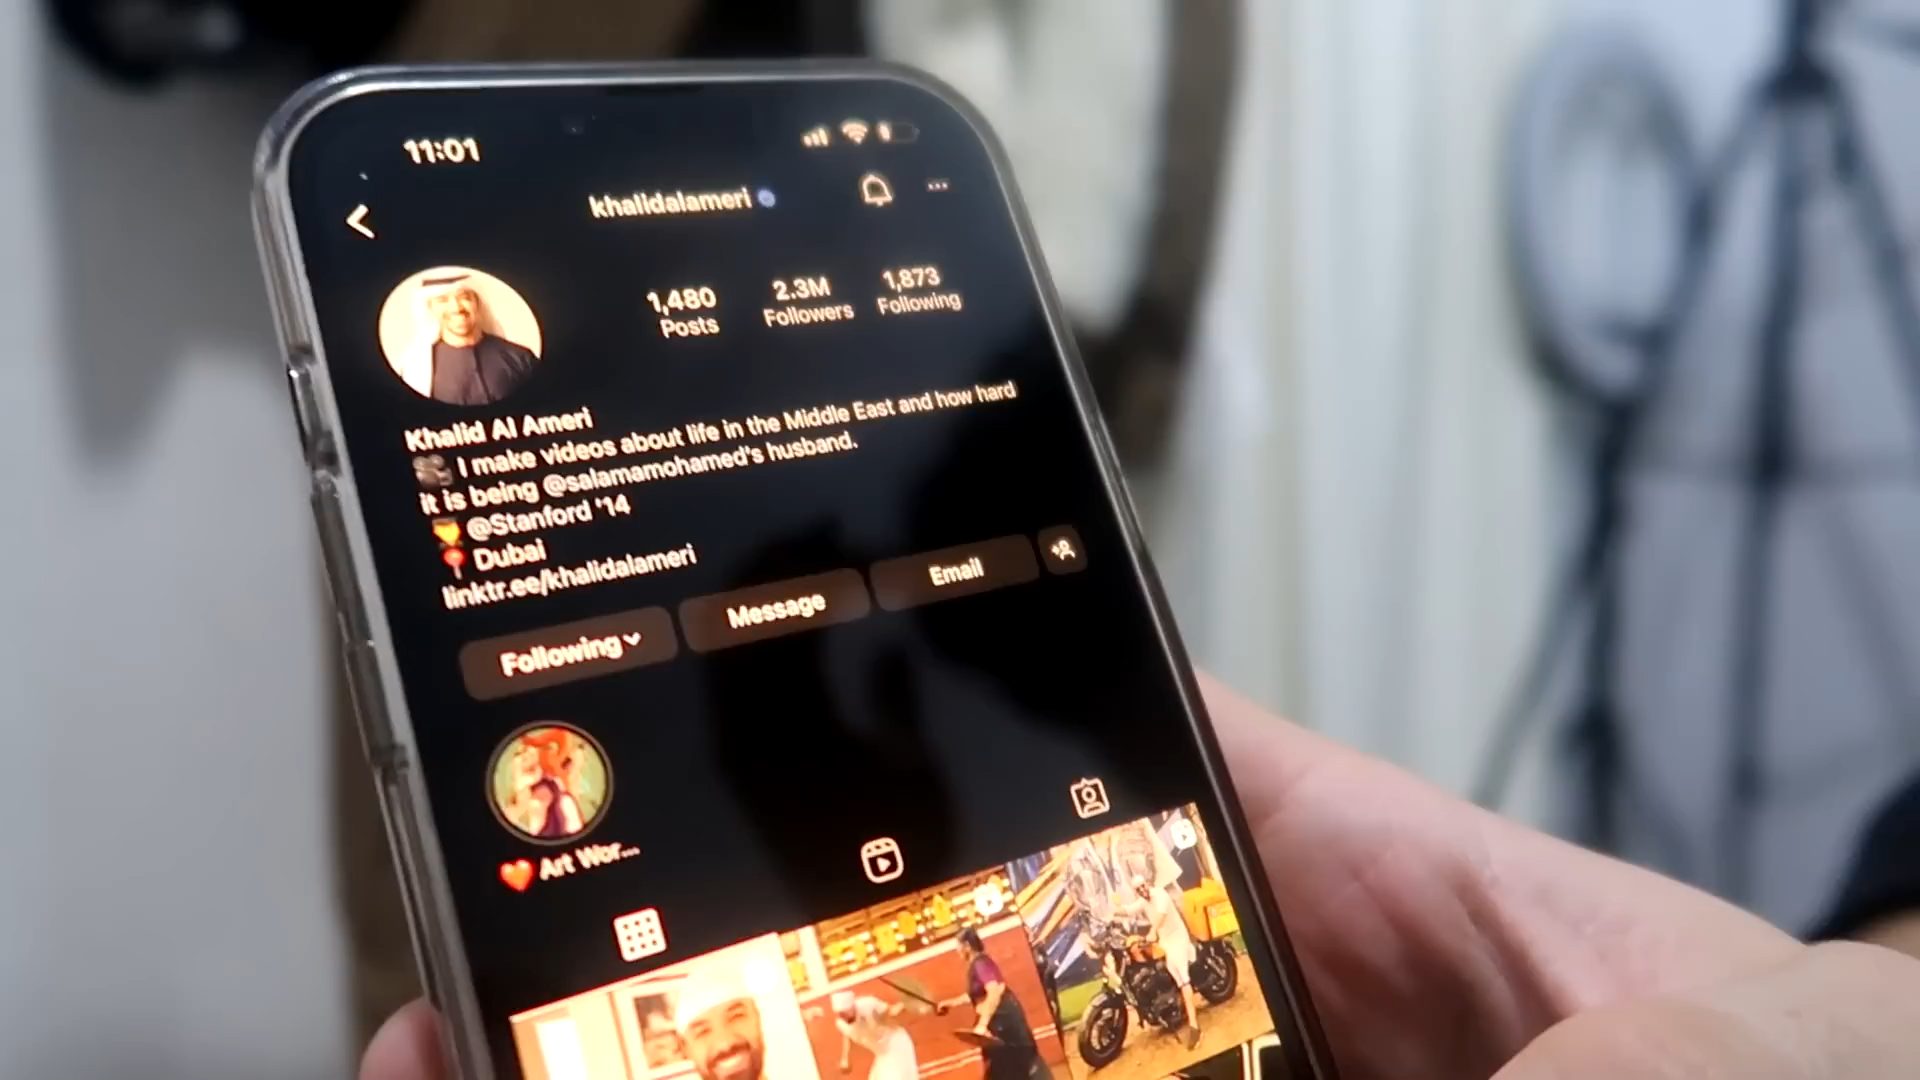 11:01
khalidalameri
1,480
Posts
2.3M
Followers
1,873
Following
Khalid Al Ameri
I make videos about life in the Middle East and how hard
it is being @salamamohamed's husband.
@Stanford '14
Dubai
linktr.ee/khalidalameri
Following
Message
Email
Art Wor...